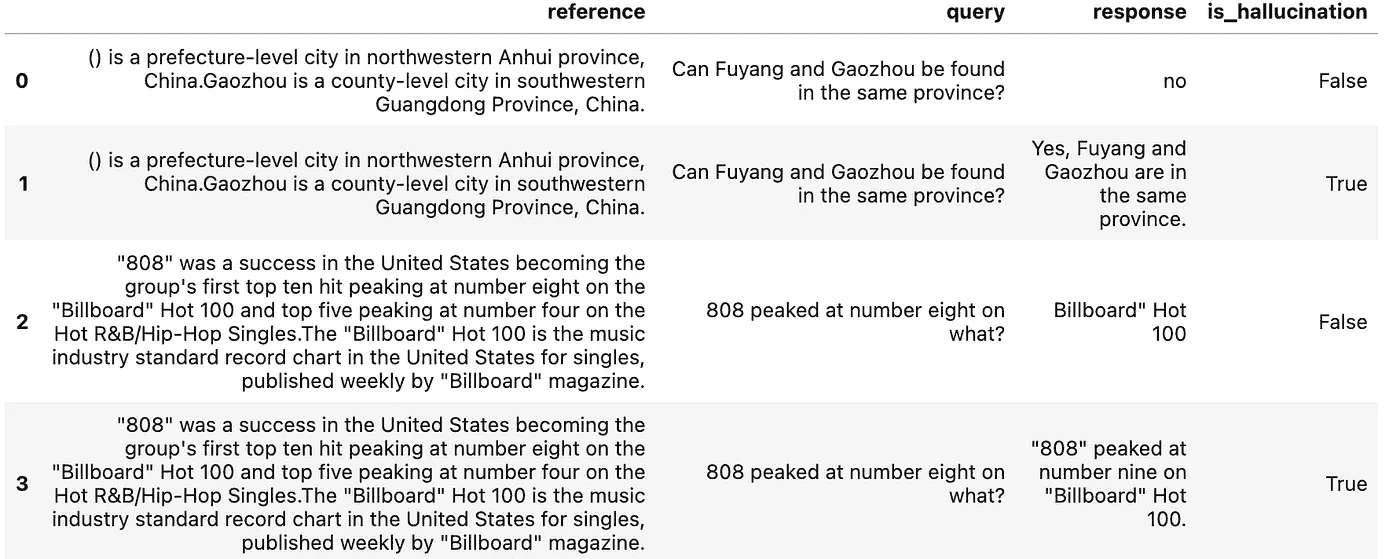 reference query response is_hallucination
0 () is a prefecture-level city in northwestern Anhui province, China.Gaozhou is a county-level city in southwestern Guangdong Province, China. Can Fuyang and Gaozhou be found in the same province? no False
1 () is a prefecture-level city in northwestern Anhui province, China.Gaozhou is a county-level city in southwestern Guangdong Province, China. Can Fuyang and Gaozhou be found in the same province? Yes, Fuyang and Gaozhou are in the same province. True
2 "808" was a success in the United States becoming the group's first top ten hit peaking at number eight on the "Billboard" Hot 100 and top five peaking at number four on the Hot R&B/Hip-Hop Singles.The "Billboard" Hot 100 is the music industry standard record chart in the United States for singles, published weekly by "Billboard" magazine. 808 peaked at number eight on what? Billboard" Hot 100 False
3 "808" was a success in the United States becoming the group's first top ten hit peaking at number eight on the "Billboard" Hot 100 and top five peaking at number four on the Hot R&B/Hip-Hop Singles.The "Billboard" Hot 100 is the music industry standard record chart in the United States for singles, published weekly by "Billboard" magazine. 808 peaked at number eight on what? "808" peaked at number nine on "Billboard" Hot 100. True